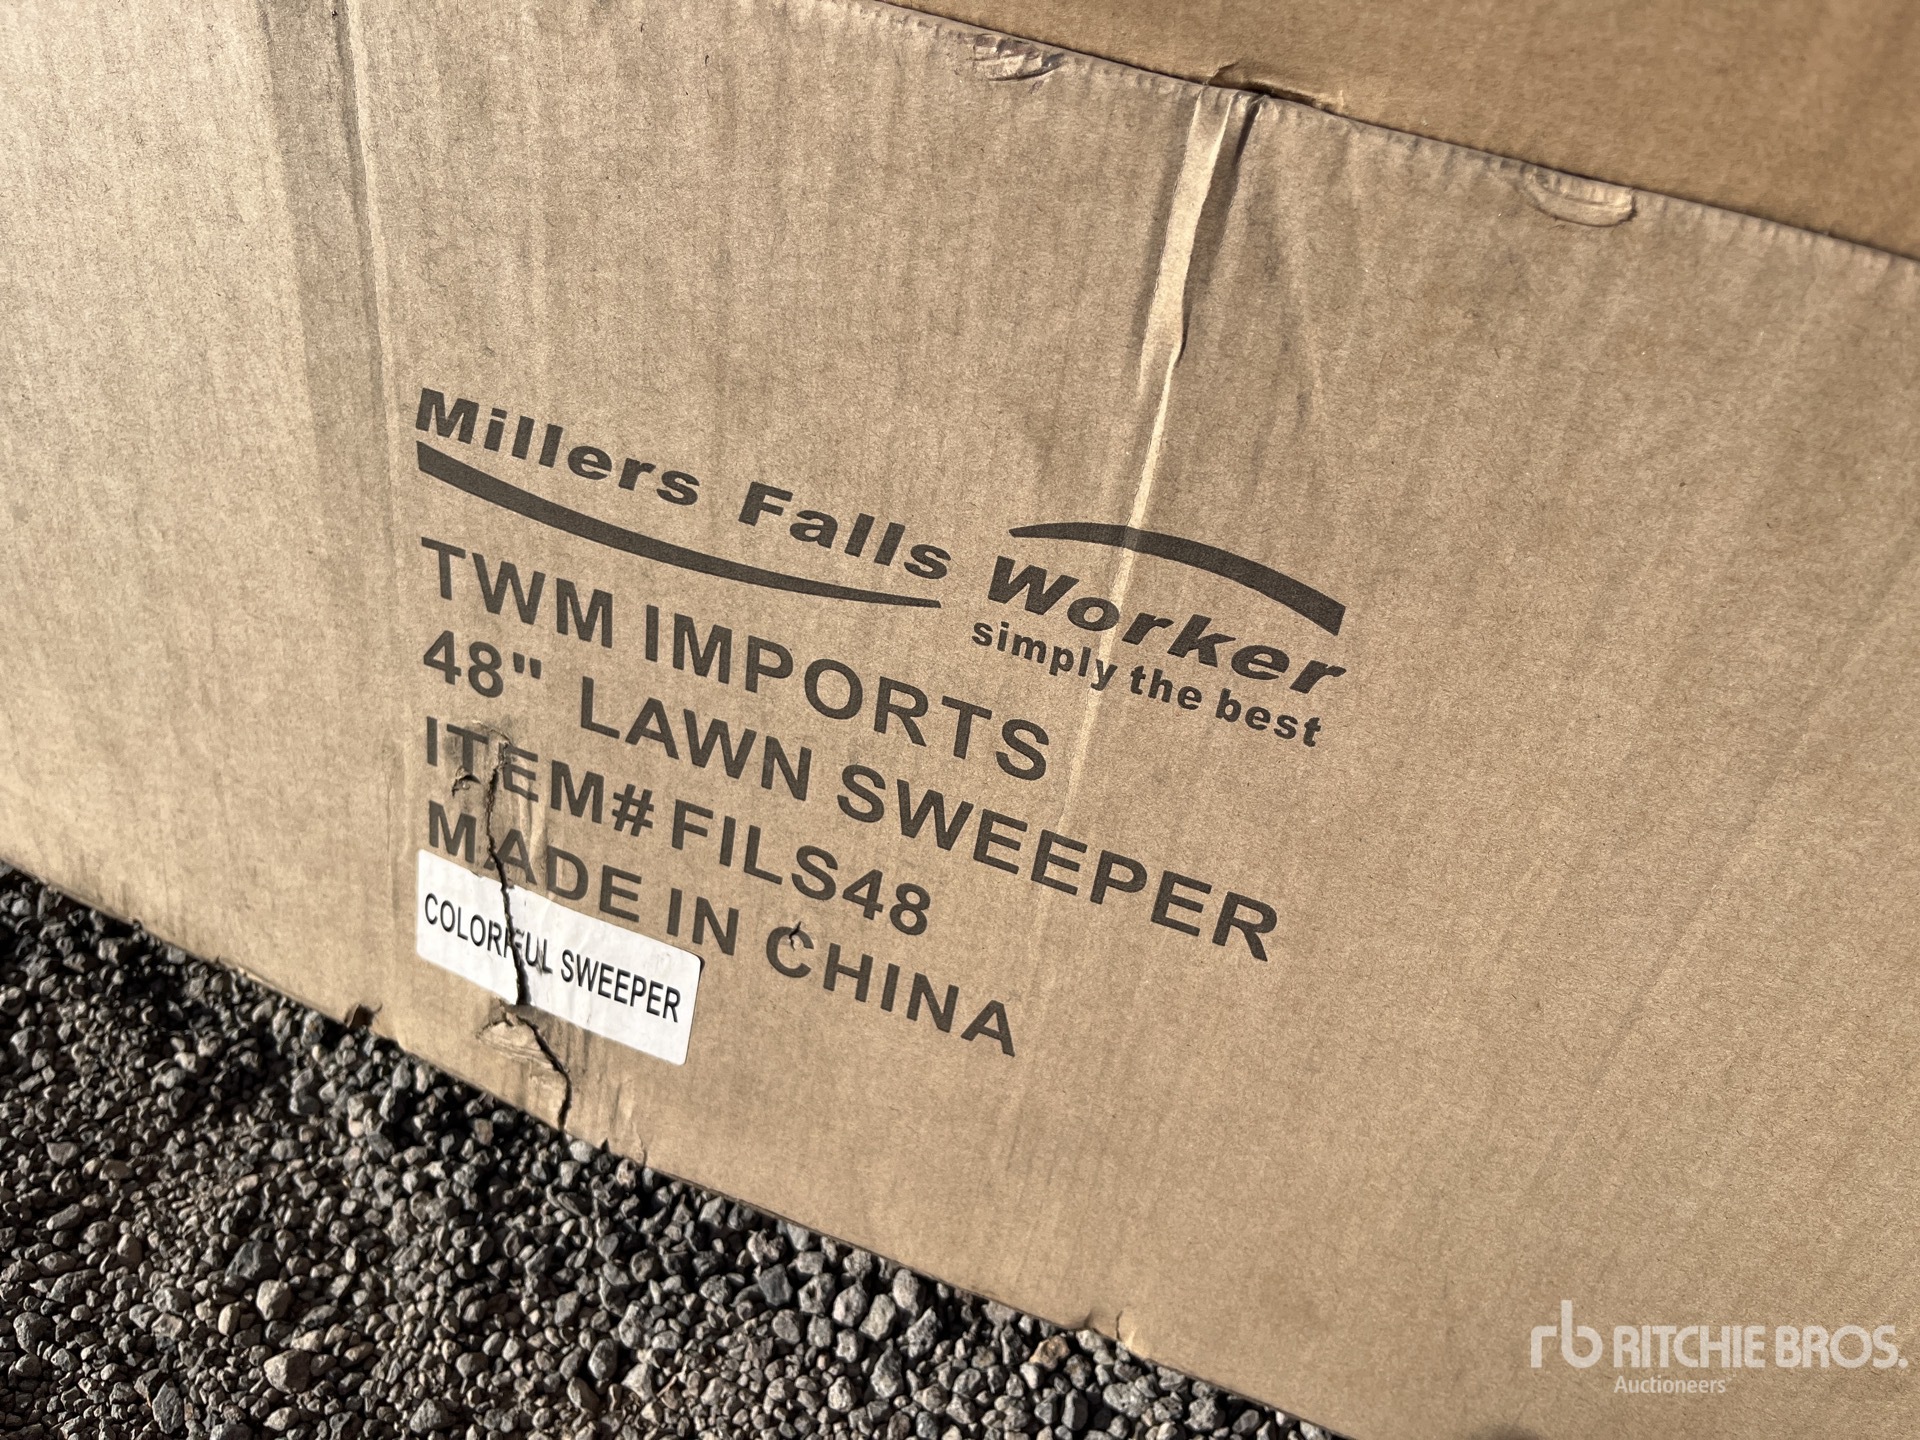 Millers Falls Worker
simply the best
TWM IMPORTS
48" LAWN SWEEPER
ITEM# FILS48
MADE IN CHINA
COLORFUL SWEEPER
rb RITCHIE BROS.
Auctioneers